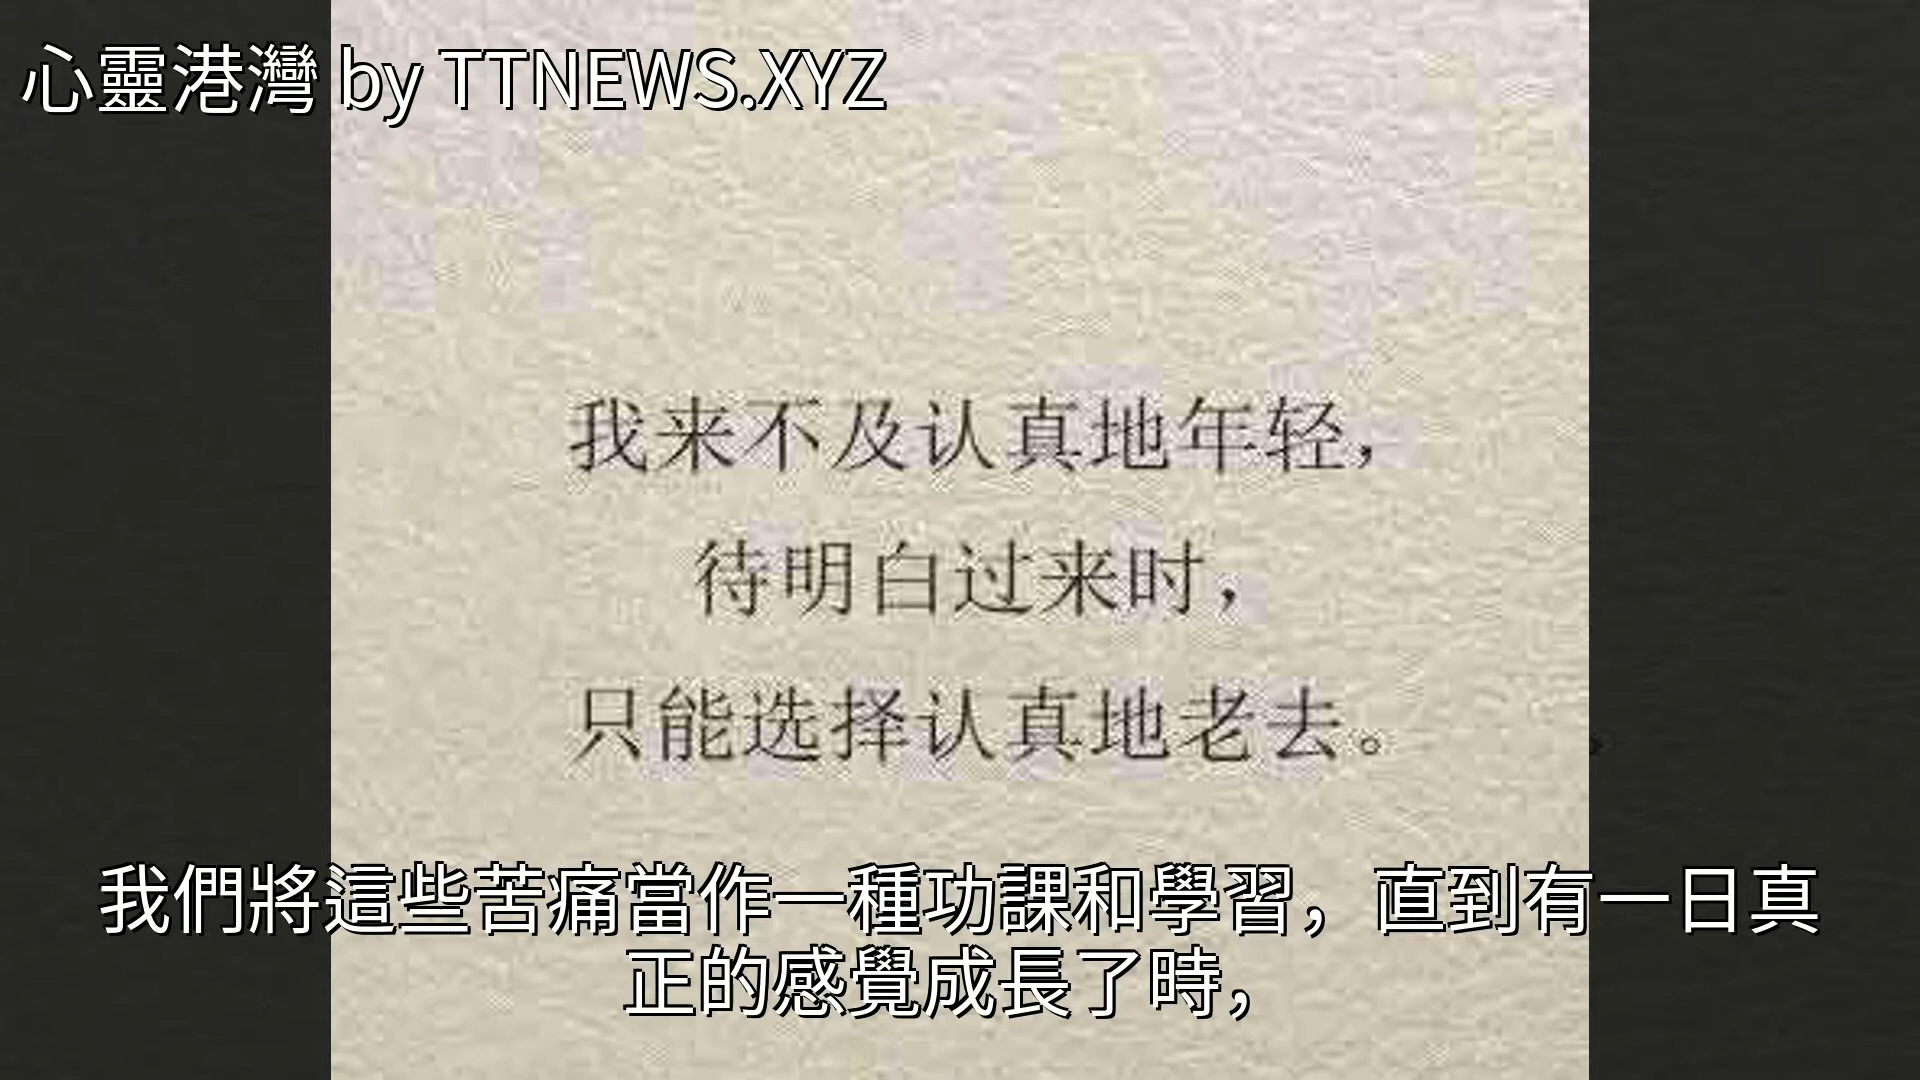 心靈港灣 by TTNEWS.XYZ
我来不及认真地年轻，
待明白过来时，
只能选择认真地老去。
我們將這些苦痛當作一種功課和學習，直到有一日真
正的感覺成長了時，